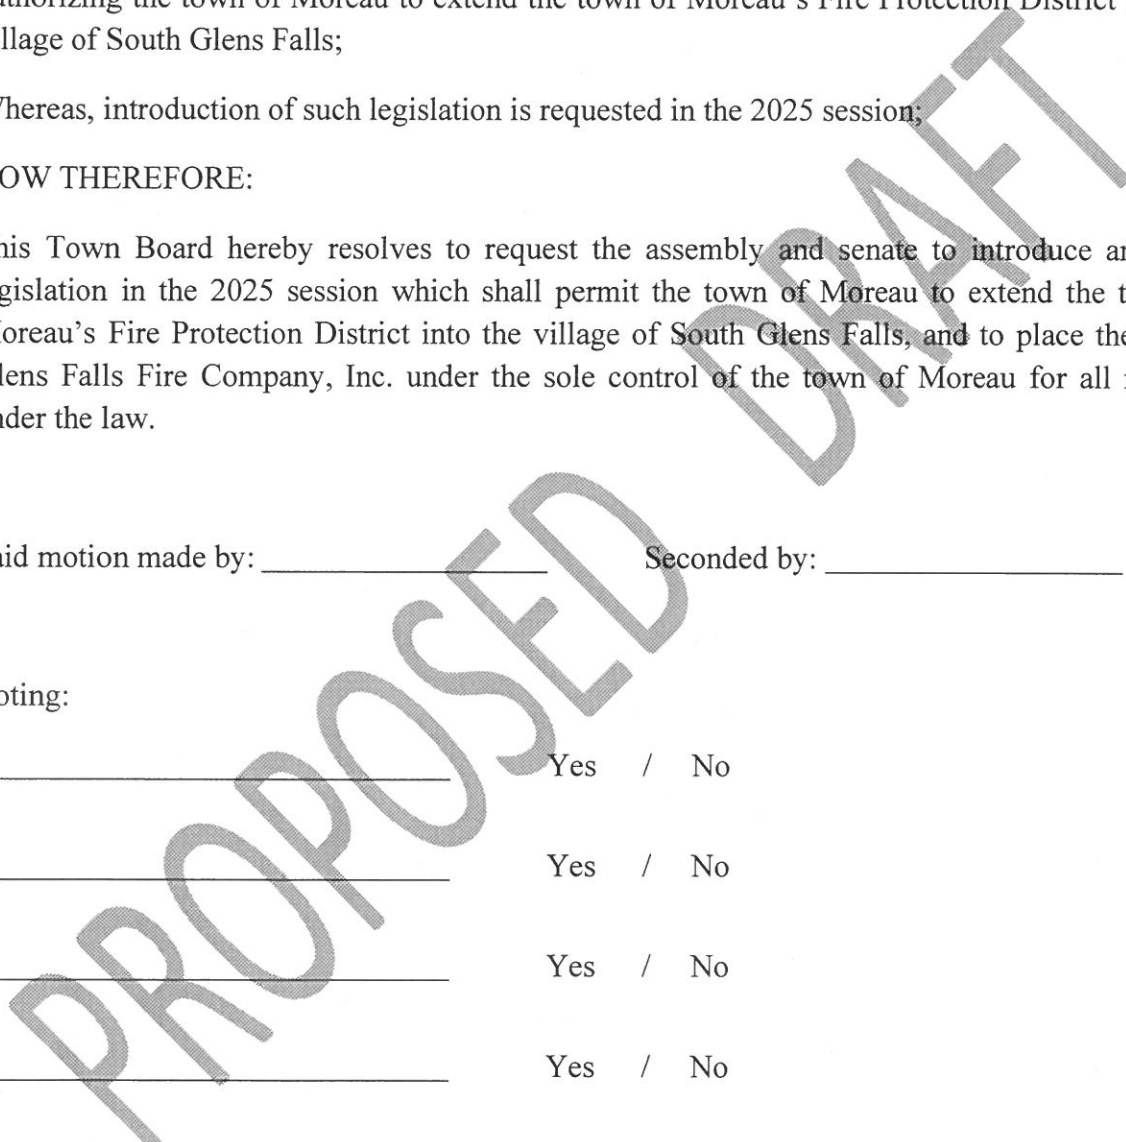 authorizing the town of Moreau to extend the town of Moreau's Fire Protection District
illage of South Glens Falls;
Whereas, introduction of such legislation is requested in the 2025 session;
OW THEREFORE:
his Town Board hereby resolves to request the assembly and senate to introduce an
gislation in the 2025 session which shall permit the town of Moreau to extend the t
oreau's Fire Protection District into the village of South Glens Falls, and to place the
lens Falls Fire Company, Inc. under the sole control of the town of Moreau for all
nder the law.
aid motion made by: Seconded by:
oting:
Yes / No
Yes / No
Yes / No
Yes / No
PROPOSED DRAFT